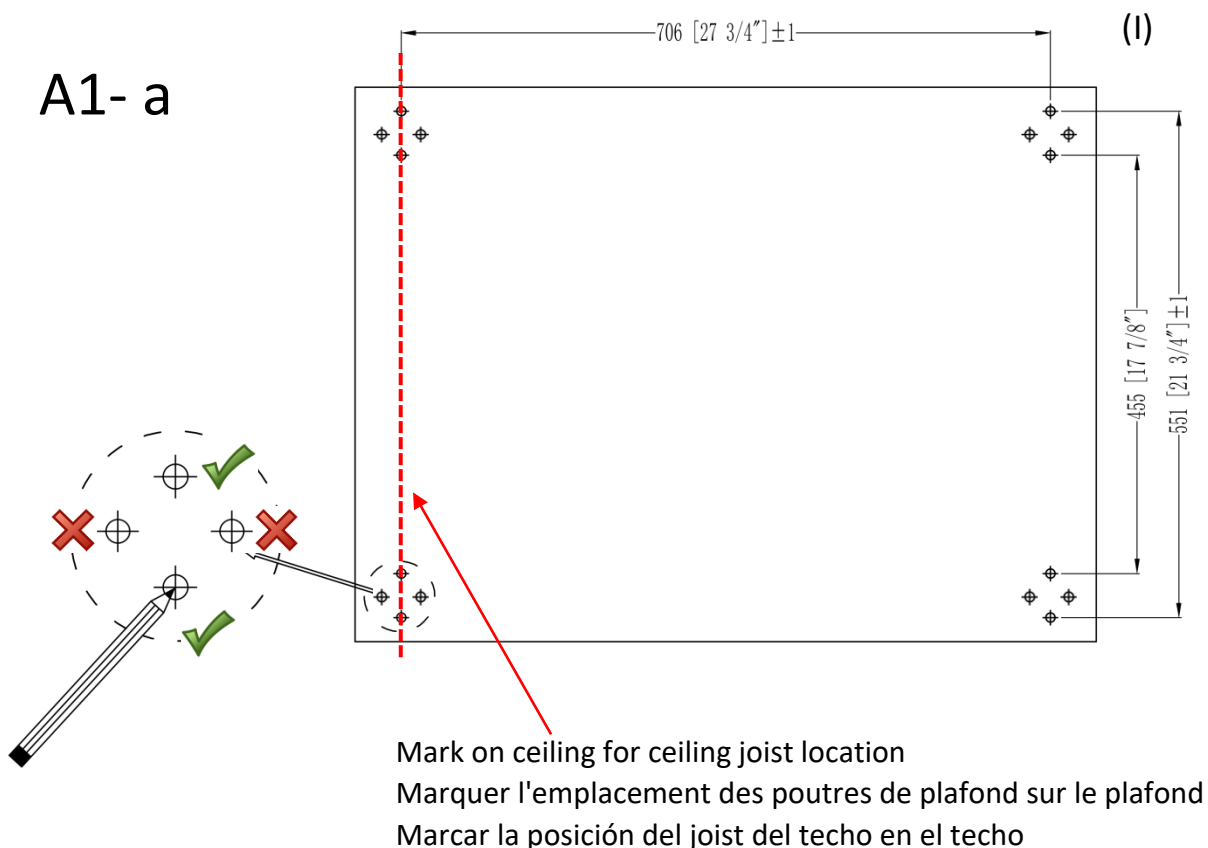 706 [27 3/4"]±1
(I)
A1- a
455 [17 7/8"]
551 [21 3/4"]±1
Mark on ceiling for ceiling joist location
Marquer l'emplacement des poutres de plafond sur le plafond
Marcar la posición del joist del techo en el techo